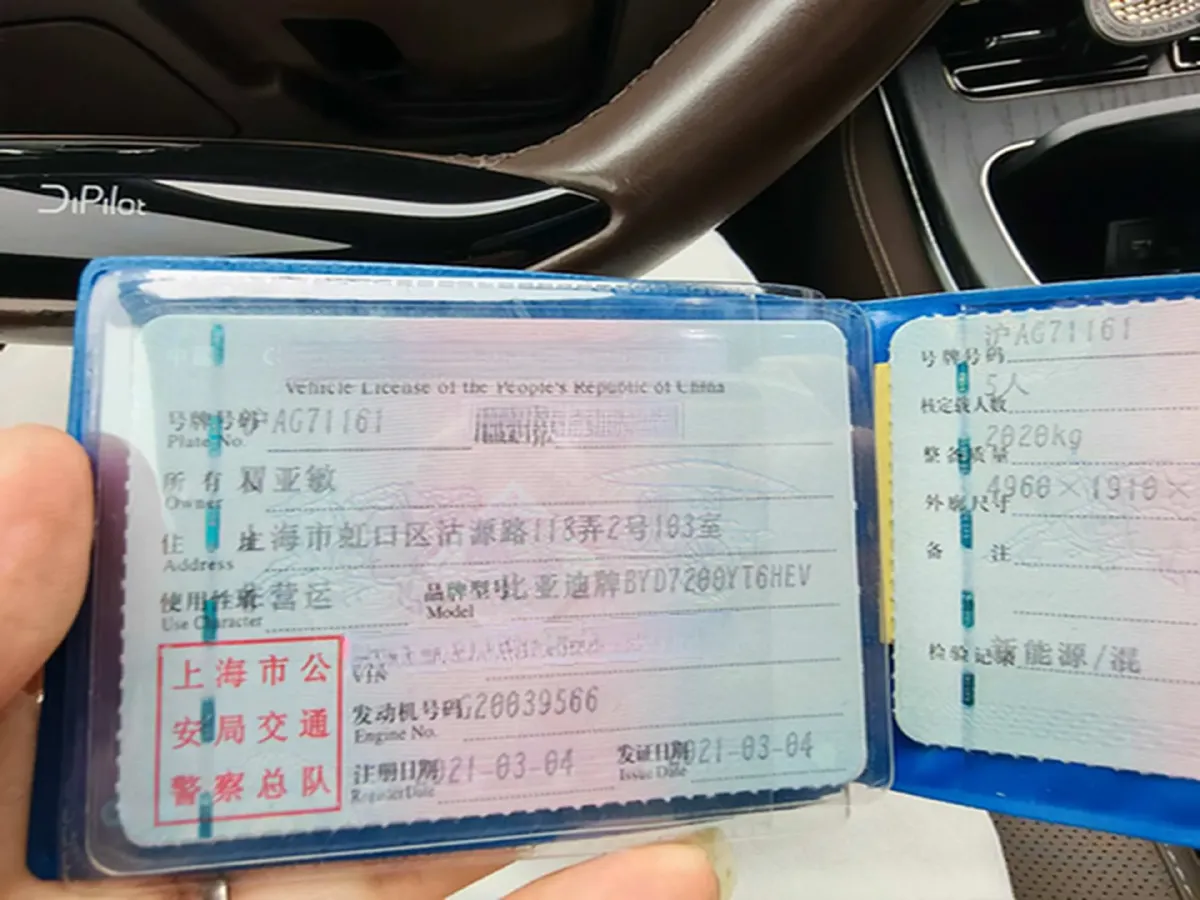 DiPilot
Vehicle License of the People's Republic of China
号牌号码 沪AG71161
Plate No.
所有 亚敏
Owner
住 上海市虹口区沽源路118弄2号103室
Address
使用性 非营运 品牌型号 比亚迪牌BYD7200YT6HEV
Use Character Model
VIN
发动机号码 G20039566
Engine No.
注册日期 021-03-04 发证日期 021-03-04
Register Date Issue Date
上海市公
安局交通
警察总队
号牌号码 沪AG71161
核定载人数 5人
整备质量 2020kg
外廓尺寸 4960×1910×
备注
检验记录 新能源/混